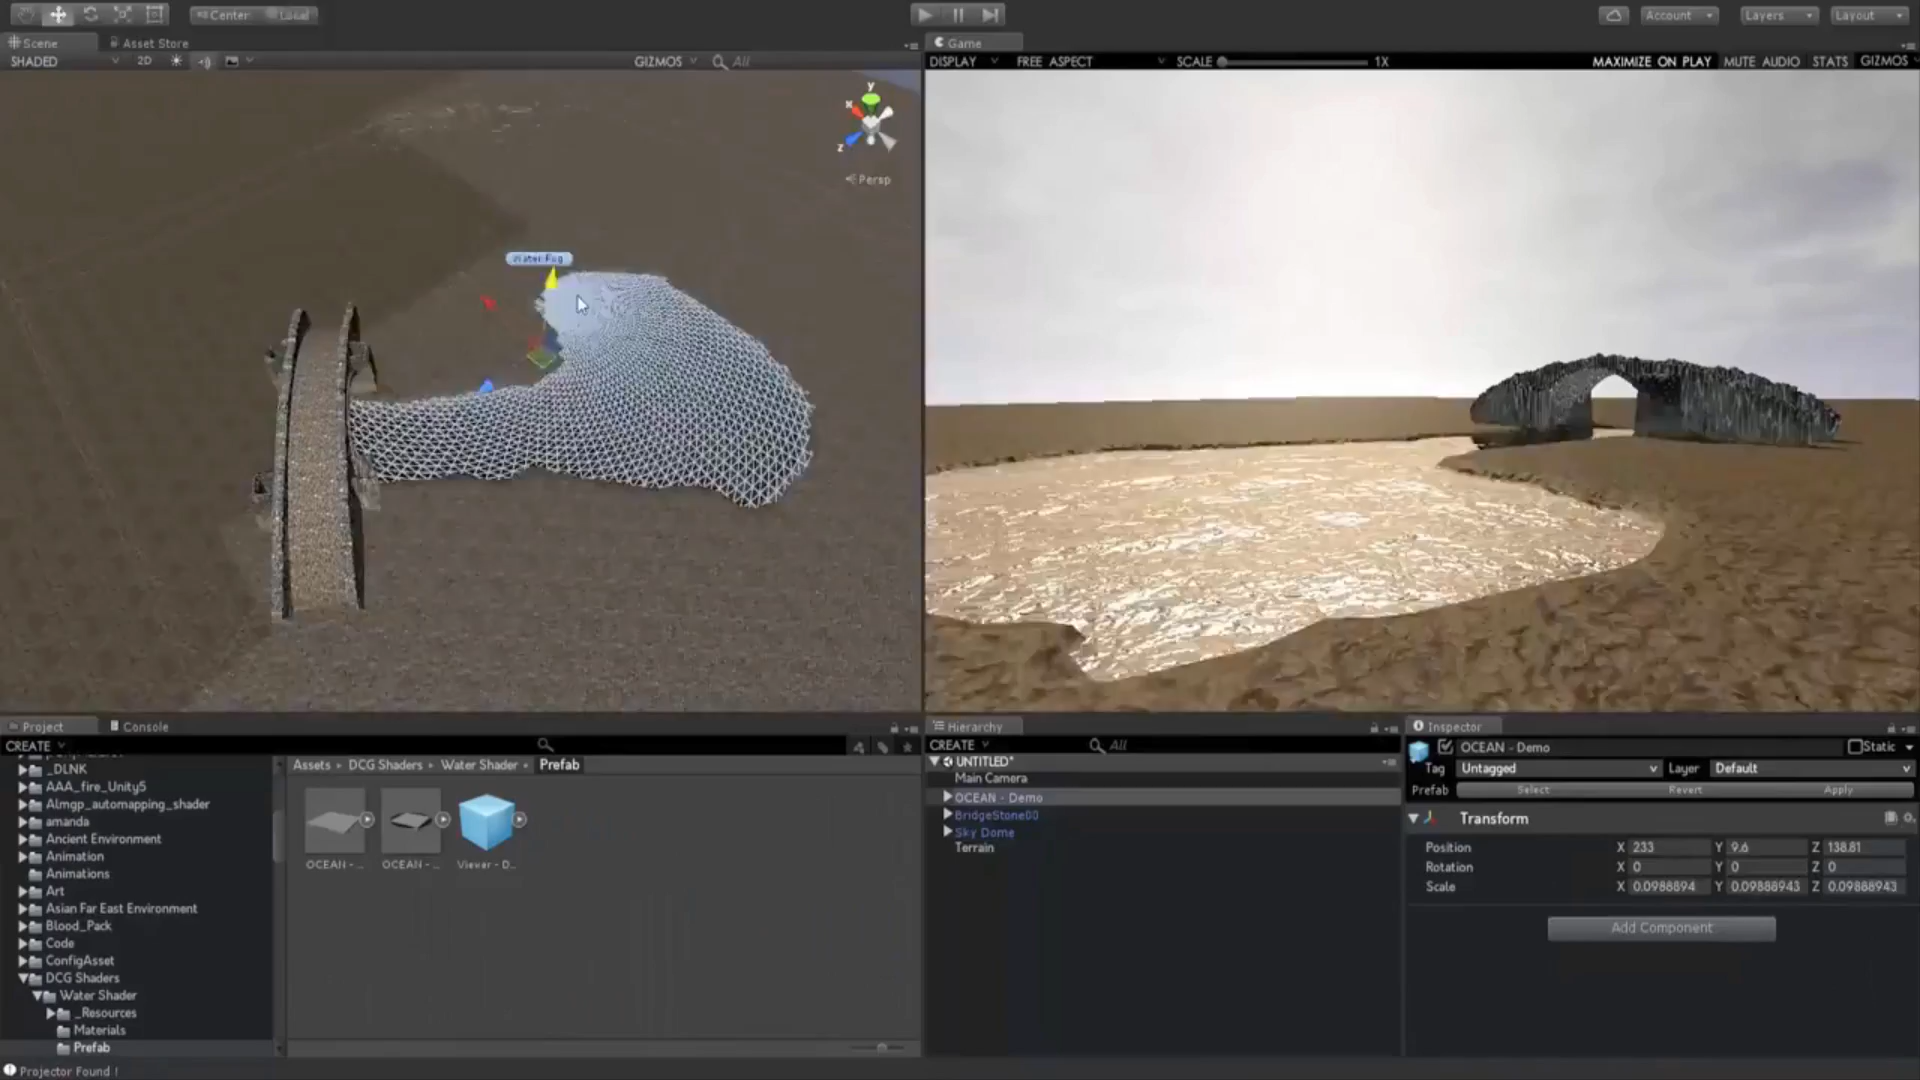 Center Local
Account Layers Layout
Scene Asset Store
Game
SHADED 2D GIZMOS All
DISPLAY FREE ASPECT SCALE 1X MAXIMIZE ON PLAY MUTE AUDIO STATS GIZMOS
y
x
z
Persp
Water Fog
Project Console
Hierarchy
Inspector
CREATE
CREATE All
OCEAN - Demo Static
Tag Untagged Layer Default
Prefab Select Revert Apply
Transform
Position X 233 Y 9.6 Z 138.81
Rotation X 0 Y 0 Z 0
Scale X 0.0988894 Y 0.09888943 Z 0.09888943
Add Component
UNTITLED*
Main Camera
OCEAN - Demo
BridgeStone00
Sky Dome
Terrain
Assets DCG Shaders Water Shader Prefab
OCEAN - ... OCEAN - ... Viewer - D...
_DLNK
AAA_fire_Unity5
Almgp_automapping_shader
amanda
Ancient Environment
Animation
Animations
Art
Asian Far East Environment
Blood_Pack
Code
ConfigAsset
DCG Shaders
Water Shader
_Resources
Materials
Prefab
Projector Found !